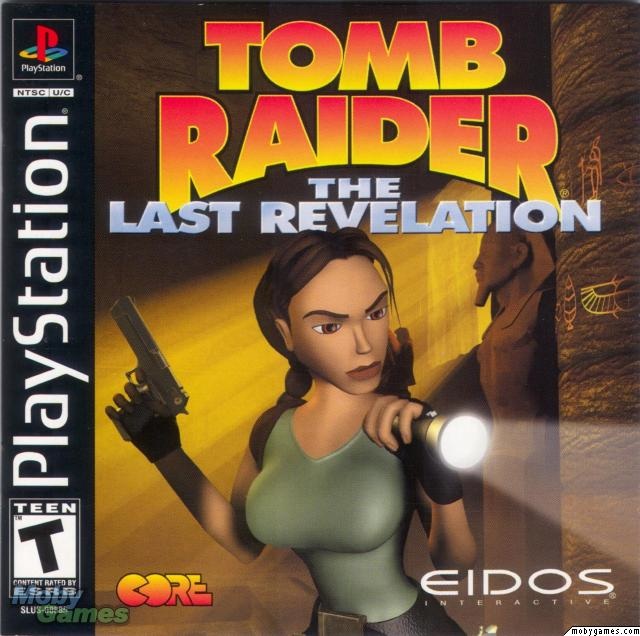 PlayStation
NTSC U/C
PlayStation
TOMB
RAIDER
THE
LAST REVELATION
TEEN
T
CONTENT RATED BY
ESRB
Moby
Games
CORE
EIDOS
INTERACTIVE
mobygames.com